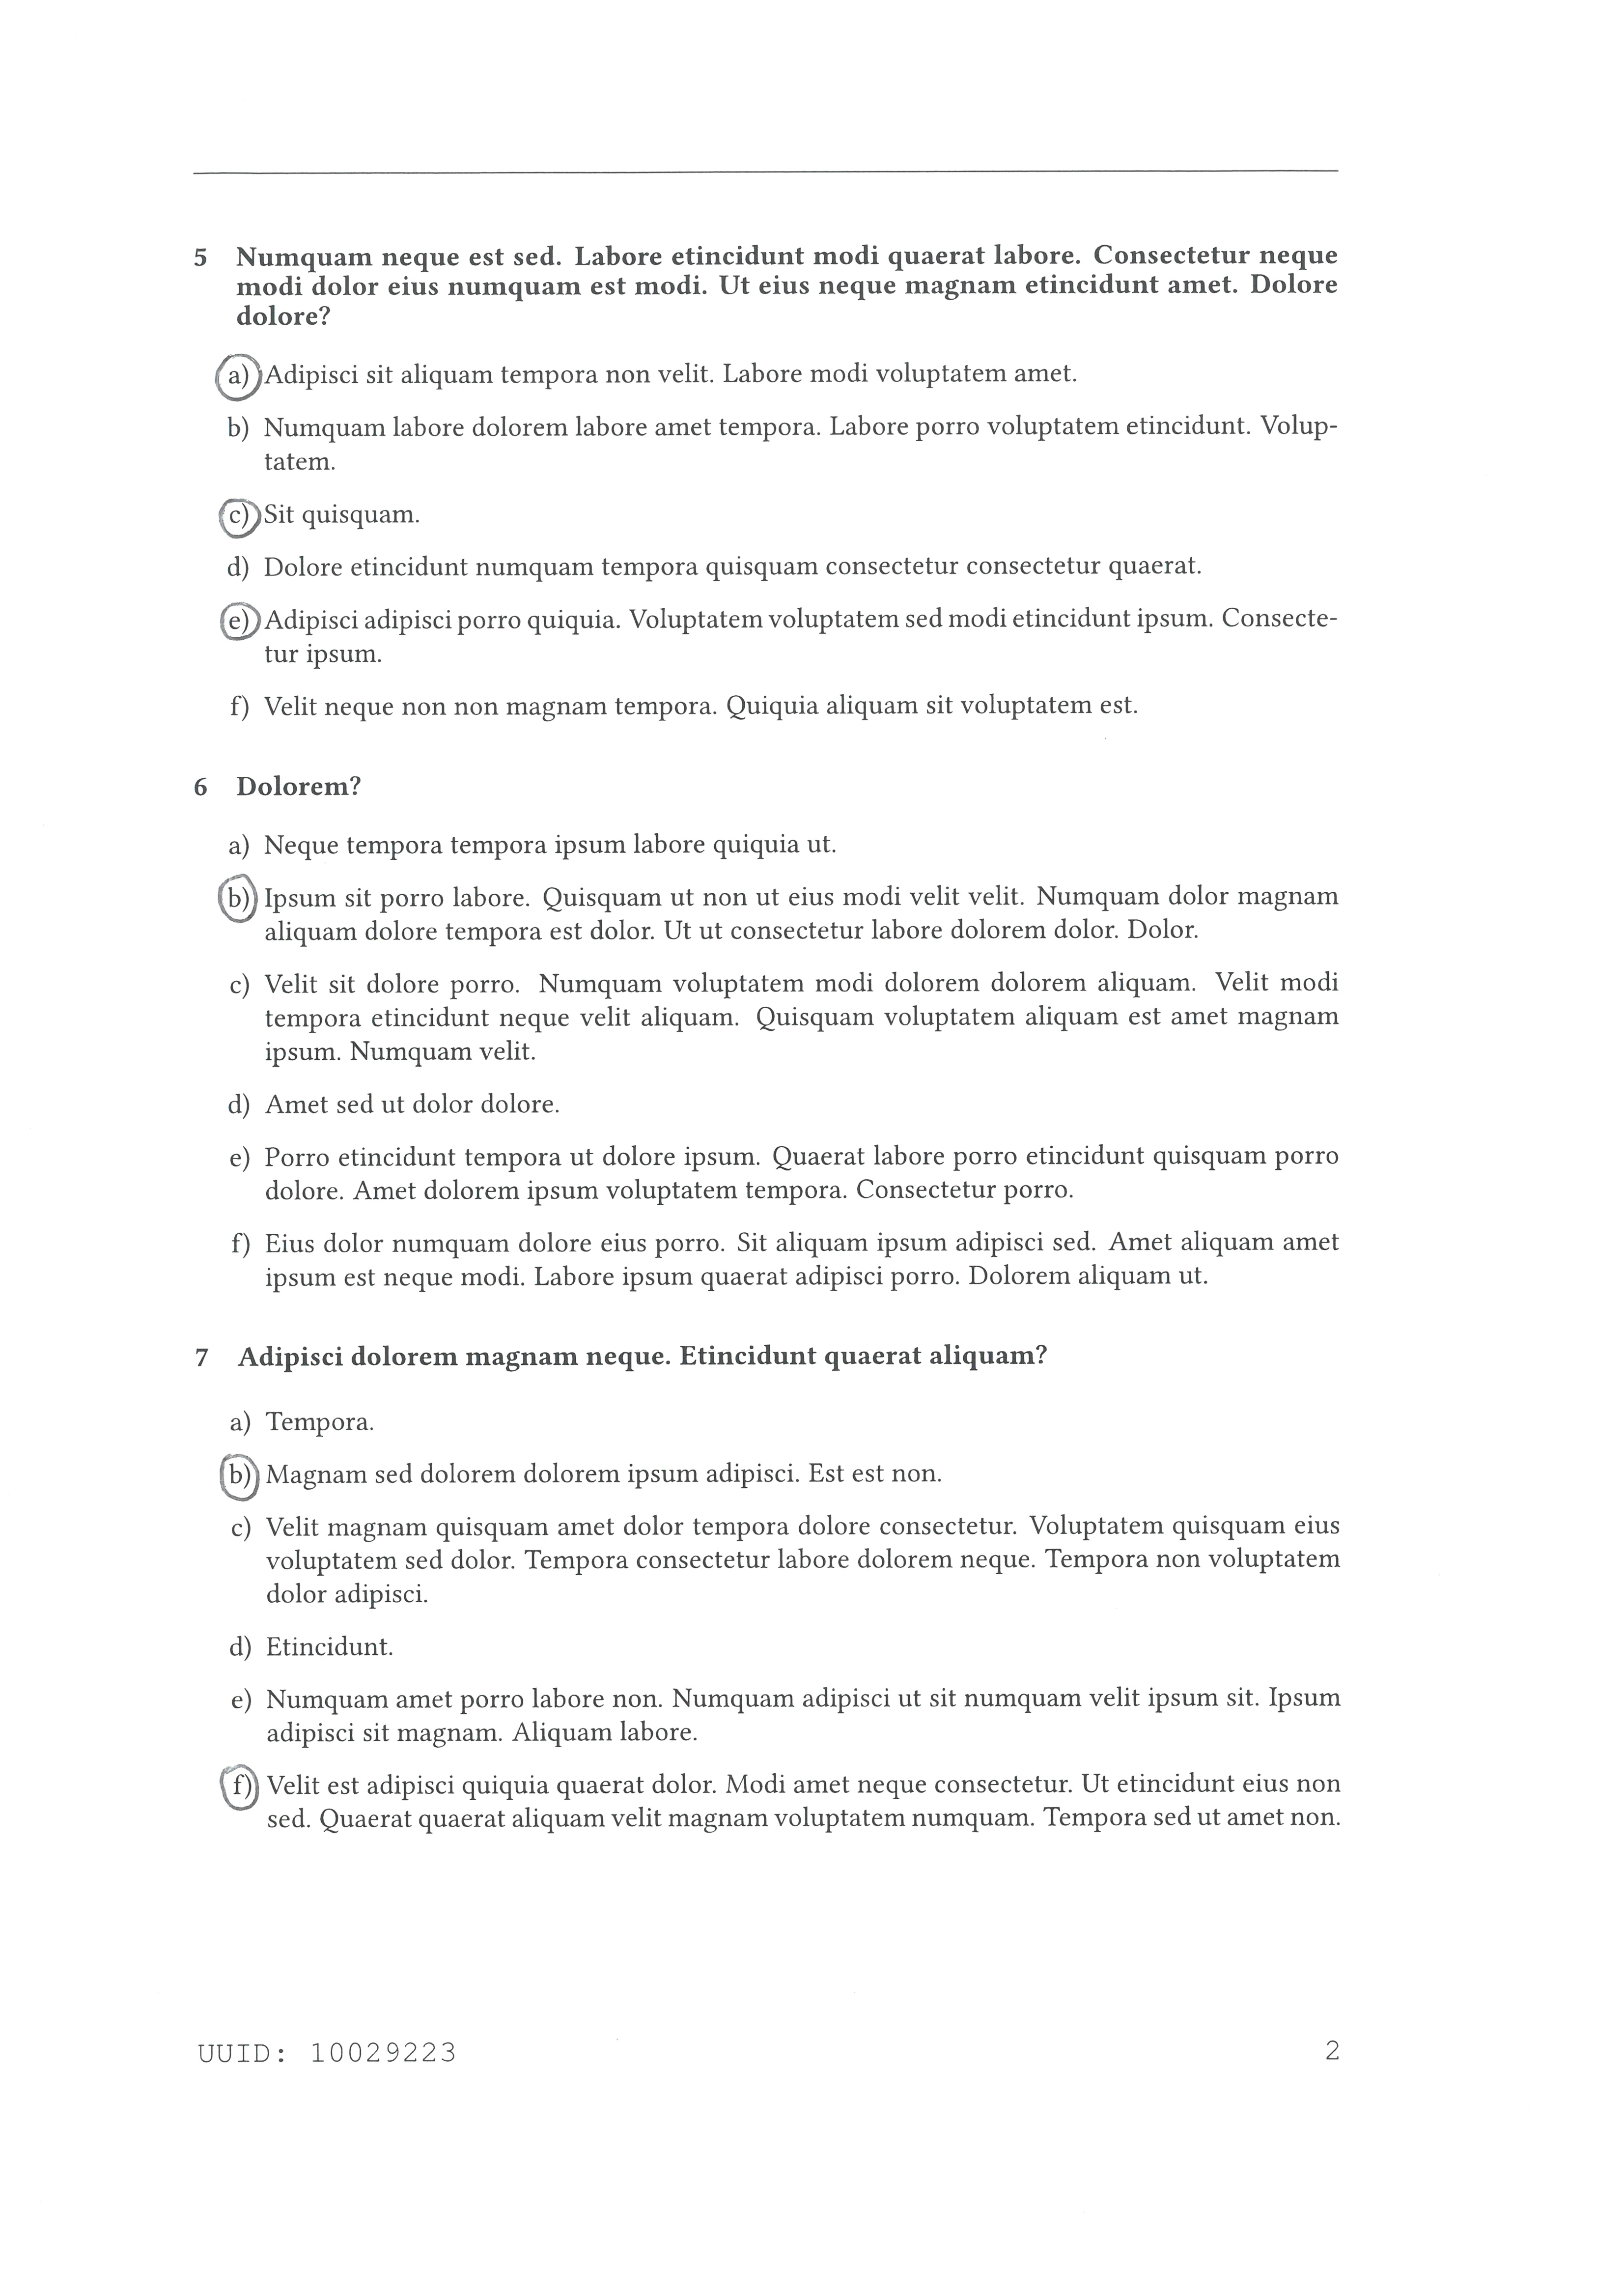 5 Numquam neque est sed. Labore etincidunt modi quaerat labore. Consectetur neque
modi dolor eius numquam est modi. Ut eius neque magnam etincidunt amet. Dolore
dolore?
a) Adipisci sit aliquam tempora non velit. Labore modi voluptatem amet.
b) Numquam labore dolorem labore amet tempora. Labore porro voluptatem etincidunt. Volup-
tatem.
c) Sit quisquam.
d) Dolore etincidunt numquam tempora quisquam consectetur consectetur quaerat.
e) Adipisci adipisci porro quiquia. Voluptatem voluptatem sed modi etincidunt ipsum. Consecte-
tur ipsum.
f) Velit neque non non magnam tempora. Quiquia aliquam sit voluptatem est.
6 Dolorem?
a) Neque tempora tempora ipsum labore quiquia ut.
b) Ipsum sit porro labore. Quisquam ut non ut eius modi velit velit. Numquam dolor magnam
aliquam dolore tempora est dolor. Ut ut consectetur labore dolorem dolor. Dolor.
c) Velit sit dolore porro. Numquam voluptatem modi dolorem dolorem aliquam. Velit modi
tempora etincidunt neque velit aliquam. Quisquam voluptatem aliquam est amet magnam
ipsum. Numquam velit.
d) Amet sed ut dolor dolore.
e) Porro etincidunt tempora ut dolore ipsum. Quaerat labore porro etincidunt quisquam porro
dolore. Amet dolorem ipsum voluptatem tempora. Consectetur porro.
f) Eius dolor numquam dolore eius porro. Sit aliquam ipsum adipisci sed. Amet aliquam amet
ipsum est neque modi. Labore ipsum quaerat adipisci porro. Dolorem aliquam ut.
7 Adipisci dolorem magnam neque. Etincidunt quaerat aliquam?
a) Tempora.
b) Magnam sed dolorem dolorem ipsum adipisci. Est est non.
c) Velit magnam quisquam amet dolor tempora dolore consectetur. Voluptatem quisquam eius
voluptatem sed dolor. Tempora consectetur labore dolorem neque. Tempora non voluptatem
dolor adipisci.
d) Etincidunt.
e) Numquam amet porro labore non. Numquam adipisci ut sit numquam velit ipsum sit. Ipsum
adipisci sit magnam. Aliquam labore.
f) Velit est adipisci quiquia quaerat dolor. Modi amet neque consectetur. Ut etincidunt eius non
sed. Quaerat quaerat aliquam velit magnam voluptatem numquam. Tempora sed ut amet non.
UUID: 10029223 2